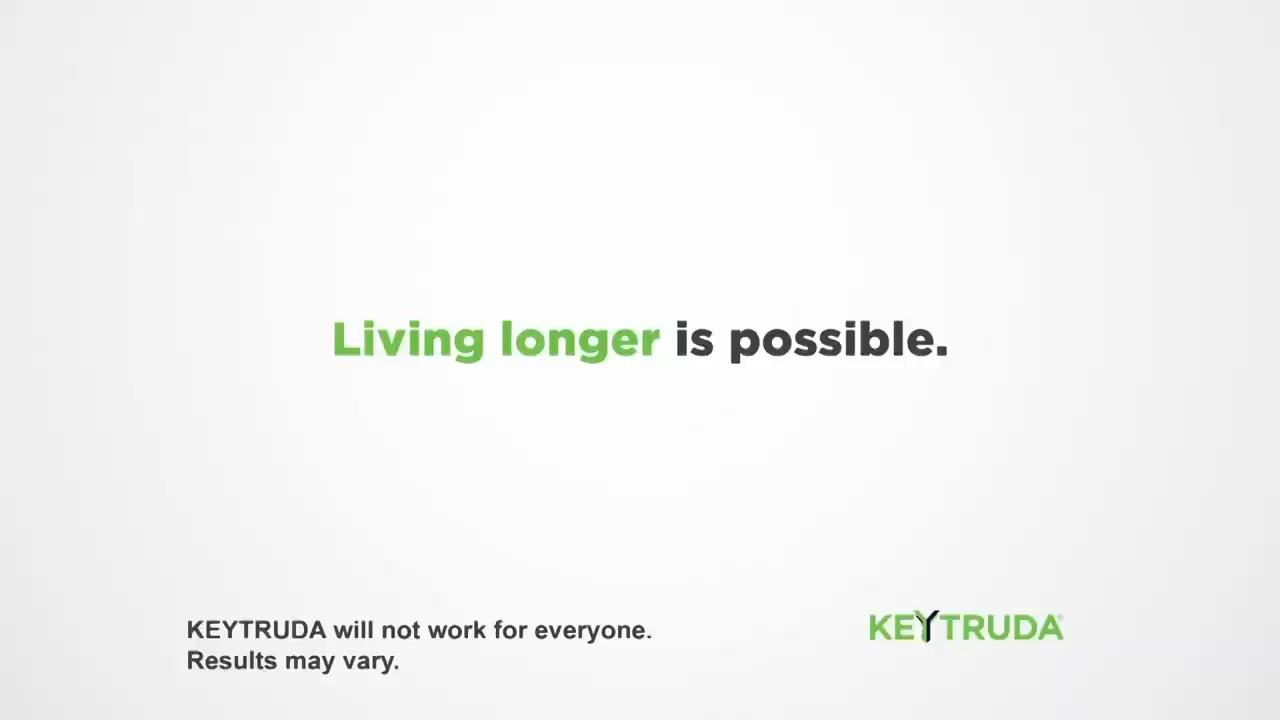 Living longer is possible.
KEYTRUDA will not work for everyone.
Results may vary.
KEYTRUDA®